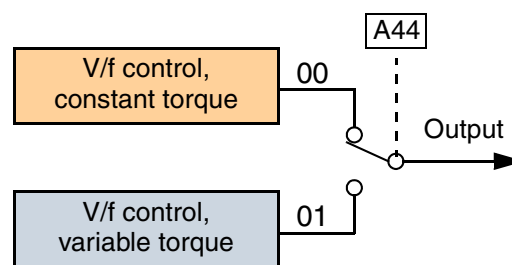 A44
V/f control,
constant torque
00
Output
V/f control,
variable torque
01